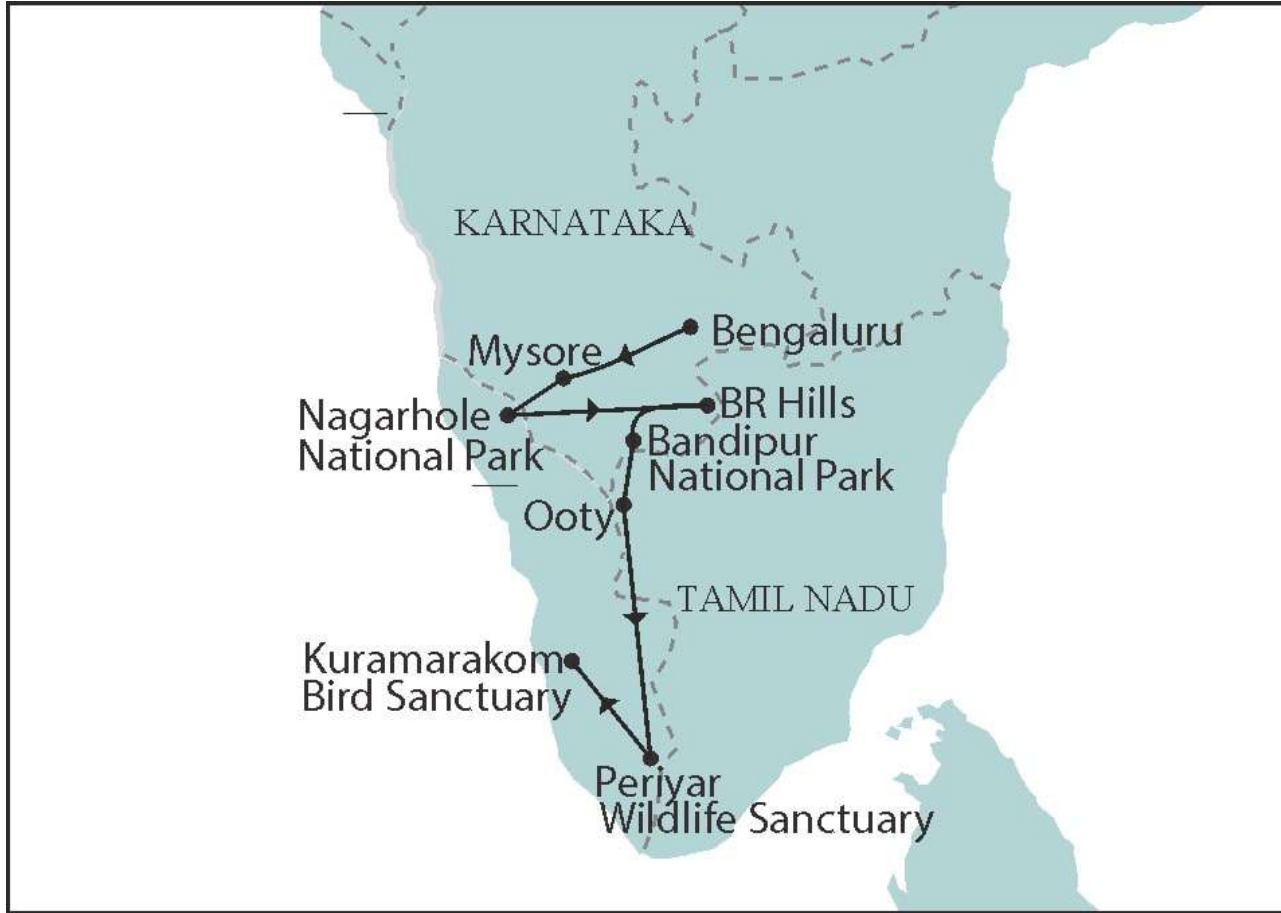 KARNATAKA
Bengaluru
Mysore
BR Hills
Nagarhole
National Park
Bandipur
National Park
Ooty
TAMIL NADU
Kuramarakom
Bird Sanctuary
Periyar
Wildlife Sanctuary